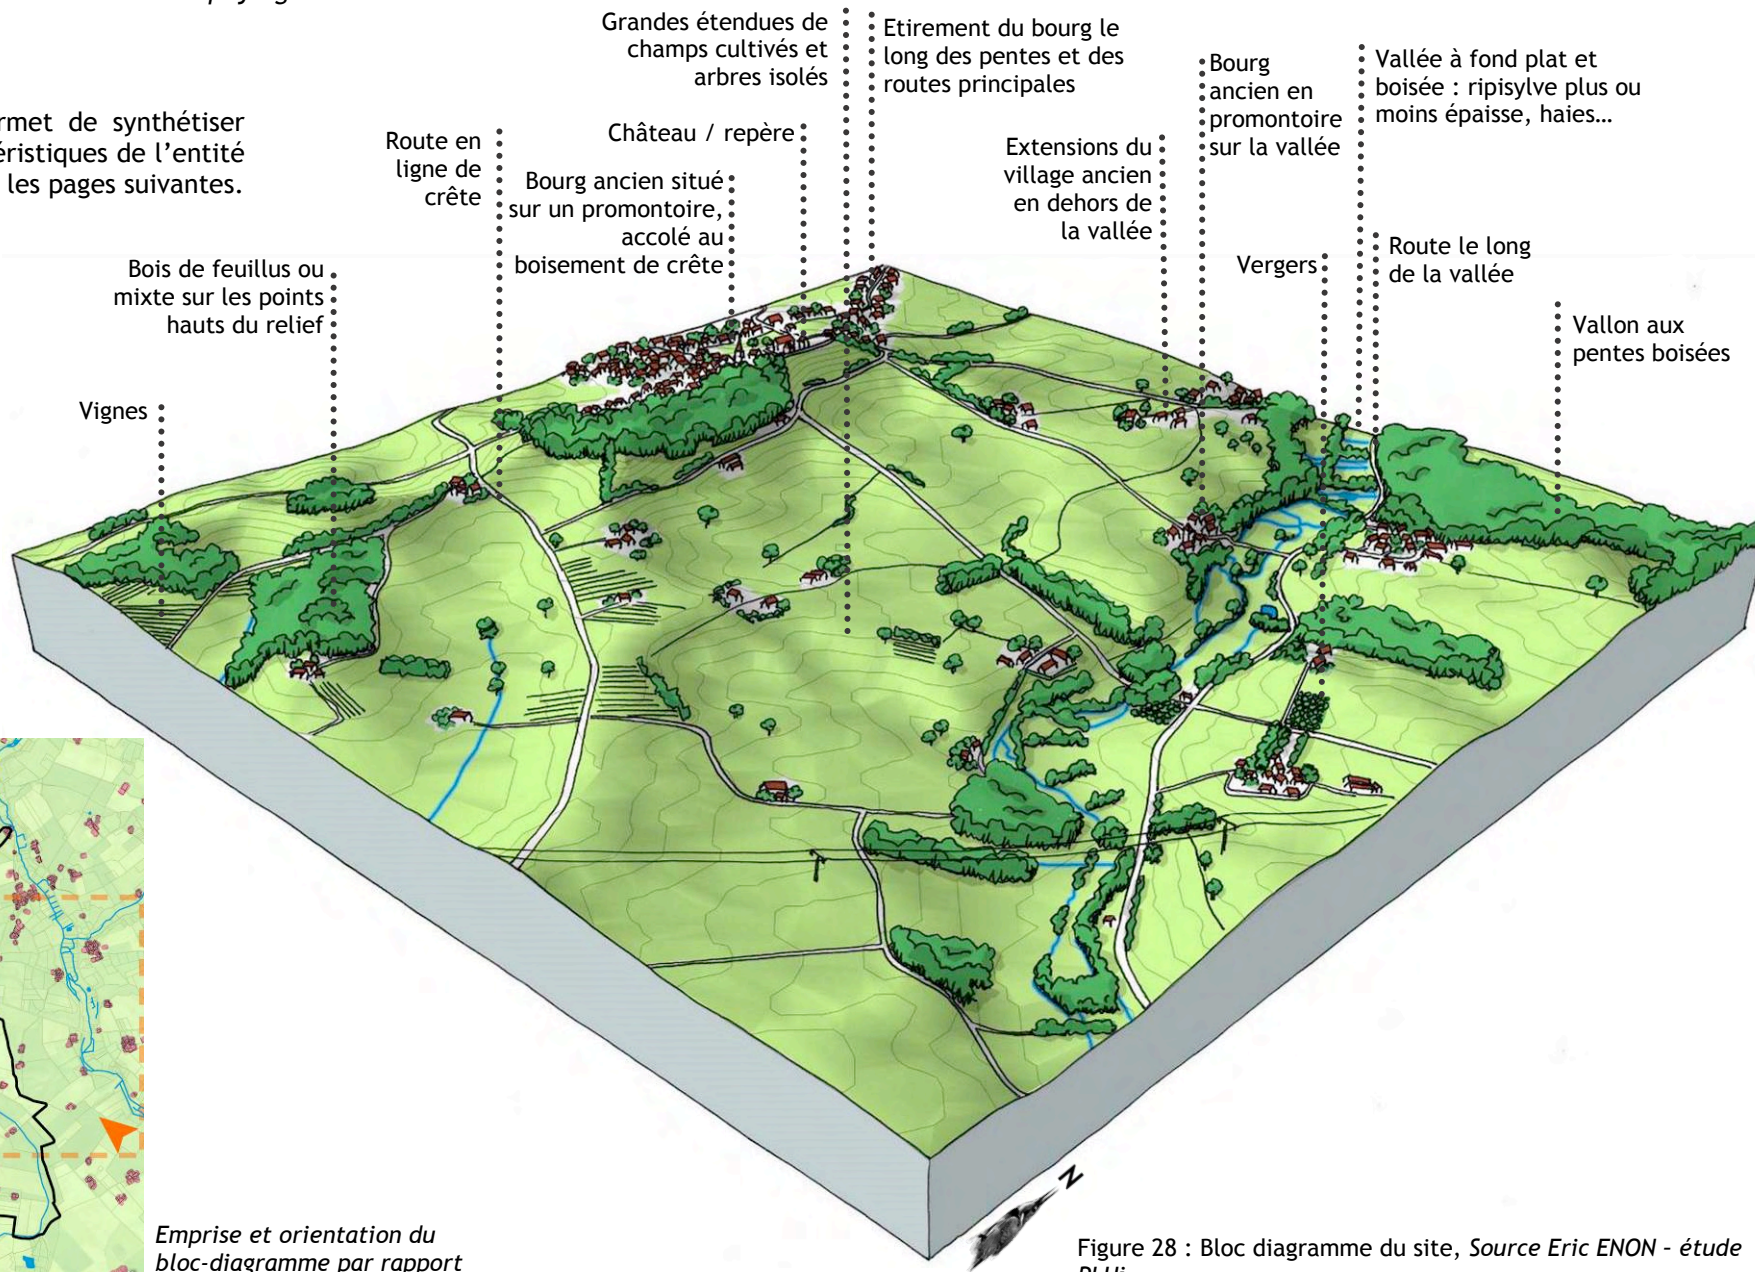 Grandes étendues de
champs cultivés et
arbres isolés
Etirement du bourg le
long des pentes et des
routes principales
Bourg
ancien en
promontoire
sur la vallée
Vallée à fond plat et
boisée : ripisylve plus ou
moins épaisse, haies…
rmet de synthétiser
éristiques de l’entité
les pages suivantes.
Route en
ligne de
crête
Château / repère
Bourg ancien situé
sur un promontoire,
accolé au
boisement de crête
Extensions du
village ancien
en dehors de
la vallée
Vergers
Route le long
de la vallée
Bois de feuillus ou
mixte sur les points
hauts du relief
Vallon aux
pentes boisées
Vignes
N
Emprise et orientation du
bloc-diagramme par rapport
Figure 28 : Bloc diagramme du site, Source Eric ENON - étude